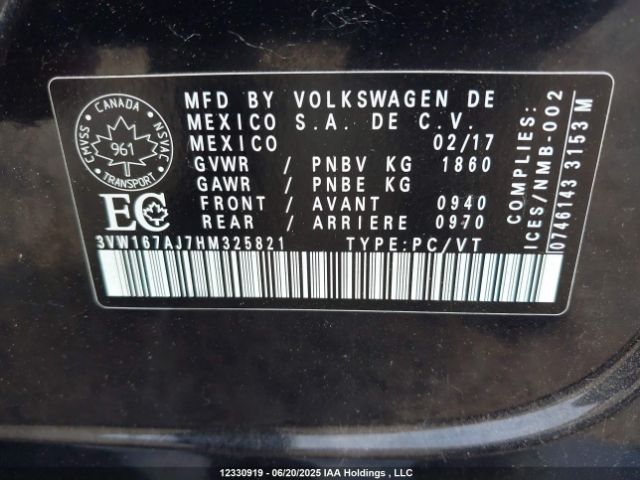 CANADA
CMVSS NSVAC
961
TRANSPORT
EC
MFD BY VOLKSWAGEN DE
MEXICO S.A. DE C.V.
MEXICO 02/17
GVWR / PNBV KG 1860
GAWR / PNBE KG
FRONT / AVANT 0940
REAR / ARRIERE 0970
3VW167AJ7HM325821 TYPE:PC/VT
COMPLIES:
ICES/NMB-002
0746143 3153 M
12330919 - 06/20/2025 IAA Holdings , LLC